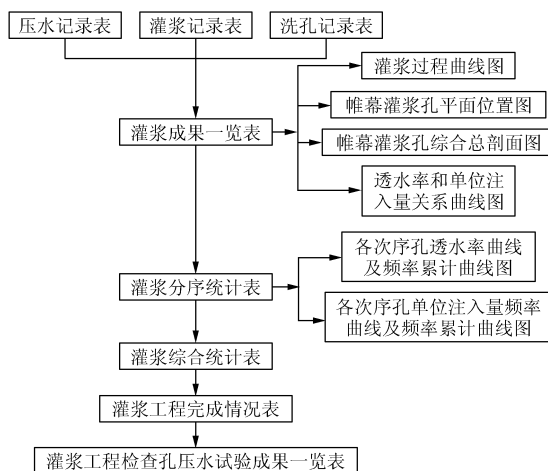 压水记录表
灌浆记录表
洗孔记录表
灌浆过程曲线图
帷幕灌浆孔平面位置图
灌浆成果一览表
帷幕灌浆孔综合总剖面图
透水率和单位注
入量关系曲线图
各次序孔透水率曲线
及频率累计曲线图
灌浆分序统计表
各次序孔单位注入量频率
曲线及频率累计曲线图
灌浆综合统计表
灌浆工程完成情况表
灌浆工程检查孔压水试验成果一览表